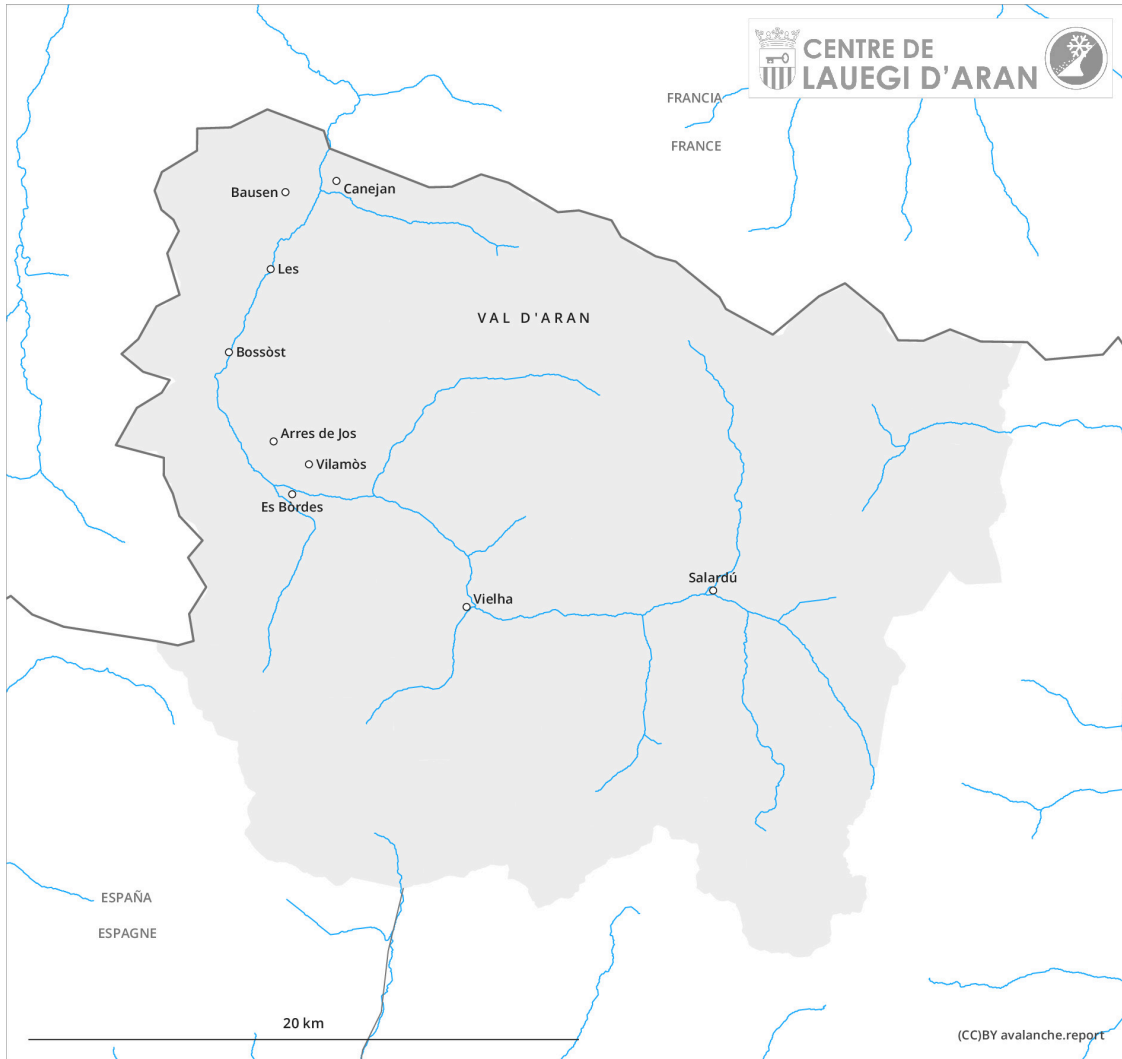 CENTRE DE
LAUEGI D'ARAN
FRANCIA
FRANCE
Bausen
Canejan
Les
VAL D'ARAN
Bossòst
Arres de Jos
Vilamòs
Es Bòrdes
Salardú
Vielha
ESPAÑA
ESPAGNE
20 km
(CC)BY avalanche.report